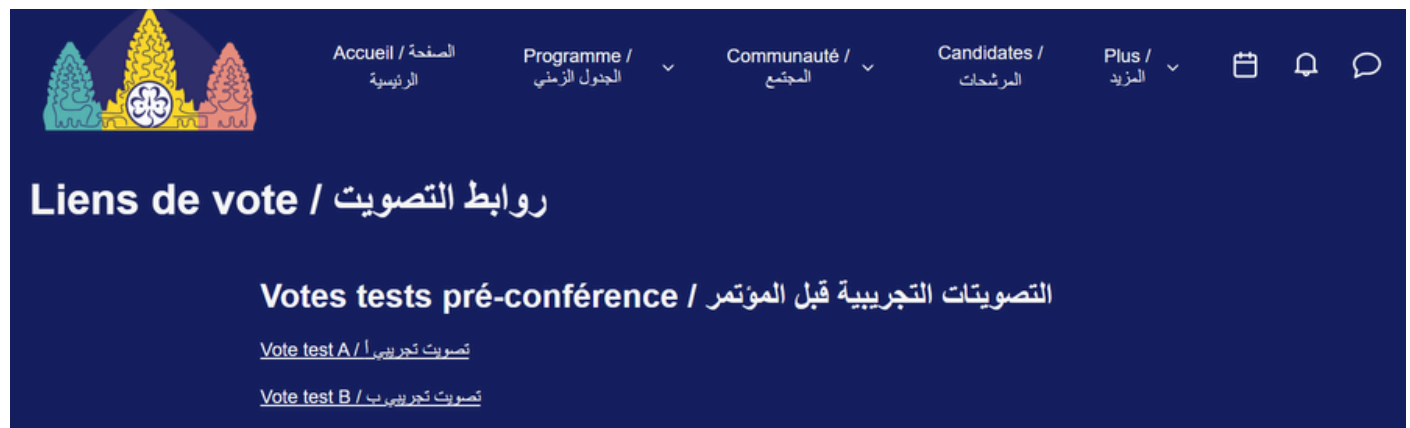 Accueil / الصفحة
الرئيسية
Programme /
الجدول الزمني
Communauté /
المجتمع
Candidates /
المرشحات
Plus /
المزيد
Liens de vote / روابط التصويت
Votes tests pré-conférence / التصويتات التجريبية قبل المؤتمر
Vote test A / تصويت تجريبي أ
Vote test B / تصويت تجريبي ب